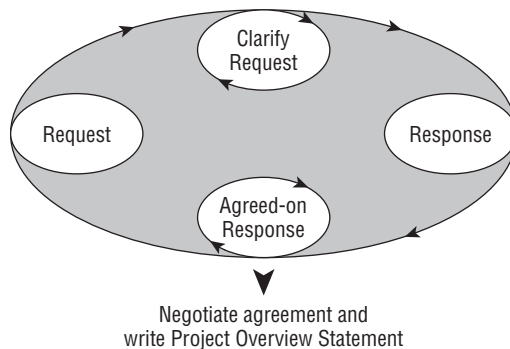 Clarify
Request
Request
Response
Agreed-on
Response
Negotiate agreement and
write Project Overview Statement